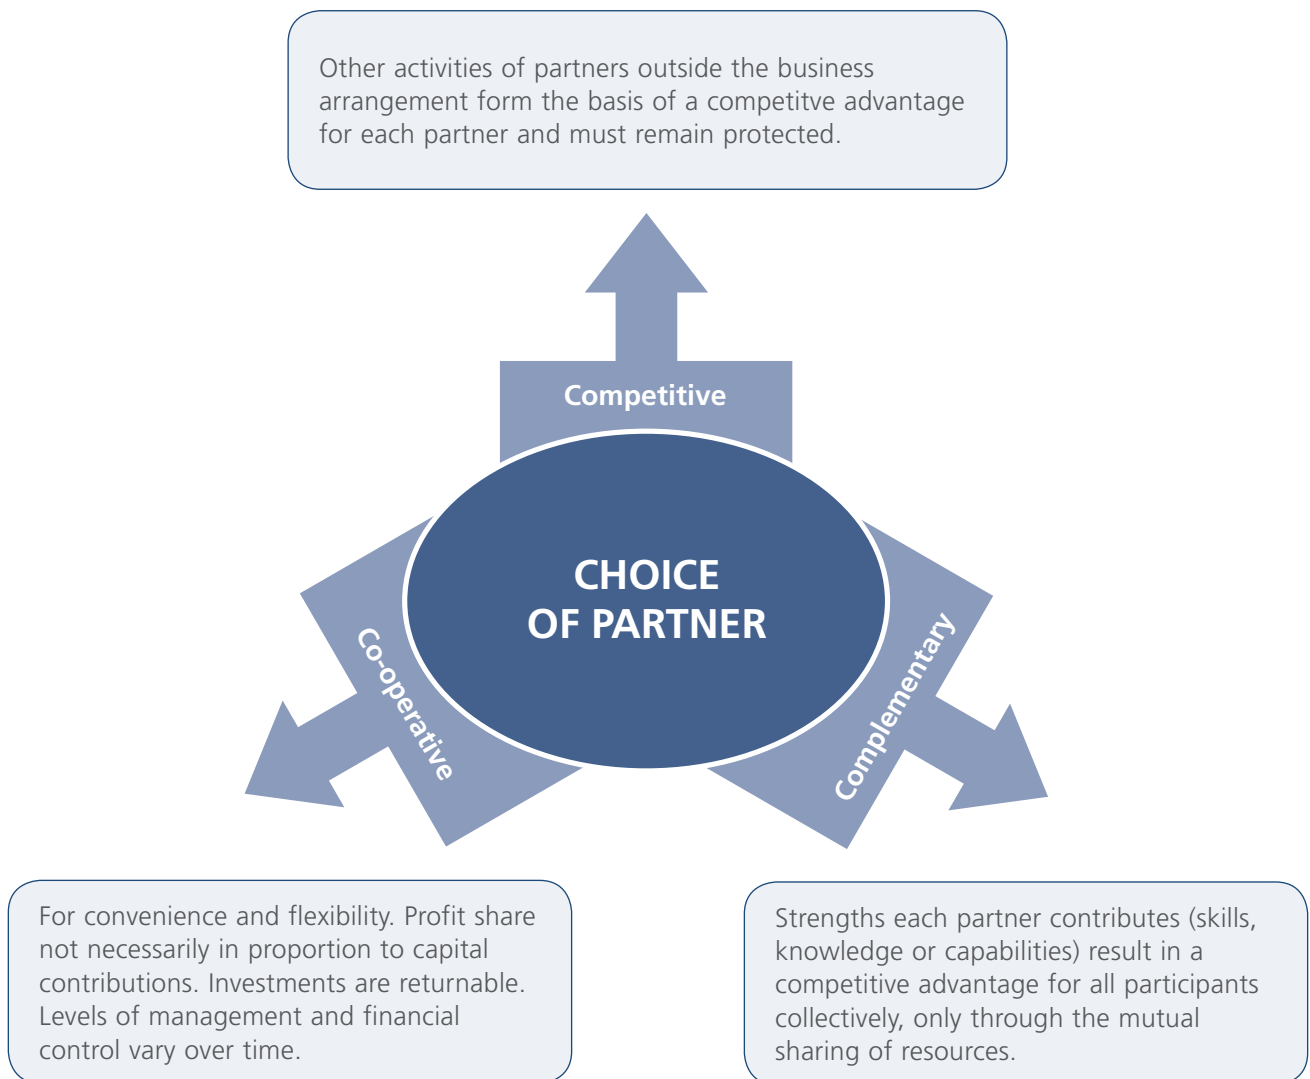 Other activities of partners outside the business
arrangement form the basis of a competitve advantage
for each partner and must remain protected.
Competitive
CHOICE
OF PARTNER
Co-operative
Complementary
For convenience and flexibility. Profit share
not necessarily in proportion to capital
contributions. Investments are returnable.
Levels of management and financial
control vary over time.
Strengths each partner contributes (skills,
knowledge or capabilities) result in a
competitive advantage for all participants
collectively, only through the mutual
sharing of resources.